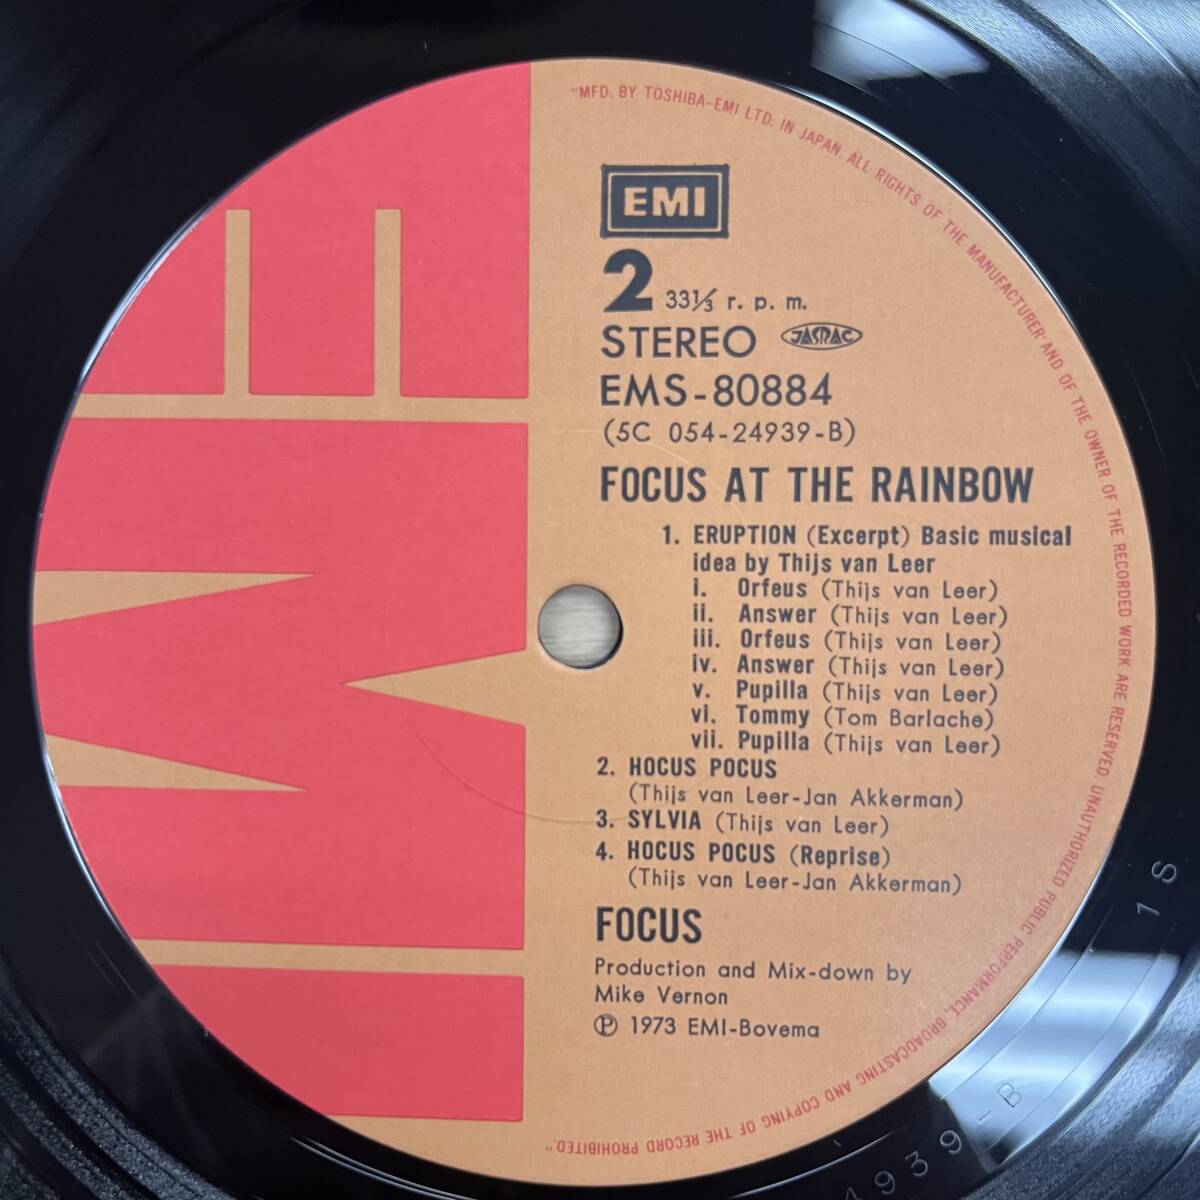 "MFD. BY TOSHIBA-EMI LTD. IN JAPAN. ALL RIGHTS OF THE MANUFACTURER AND OF THE OWNER OF THE RECORDED WORK ARE RESERVED. UNAUTHORIZED PUBLIC PERFORMANCE, BROADCASTING AND COPYING OF THE RECORD PROHIBITED."
EMI
EMI
2 33⅓ r. p. m.
STEREO JASRAC
EMS-80884
(5C 054-24939-B)
FOCUS AT THE RAINBOW
1. ERUPTION (Excerpt) Basic musical
idea by Thijs van Leer
i. Orfeus (Thijs van Leer)
ii. Answer (Thijs van Leer)
iii. Orfeus (Thijs van Leer)
iv. Answer (Thijs van Leer)
v. Pupilla (Thijs van Leer)
vi. Tommy (Tom Barlache)
vii. Pupilla (Thijs van Leer)
2. HOCUS POCUS
(Thijs van Leer-Jan Akkerman)
3. SYLVIA (Thijs van Leer)
4. HOCUS POCUS (Reprise)
(Thijs van Leer-Jan Akkerman)
FOCUS
Production and Mix-down by
Mike Vernon
℗ 1973 EMI-Bovema
4939-B
1S